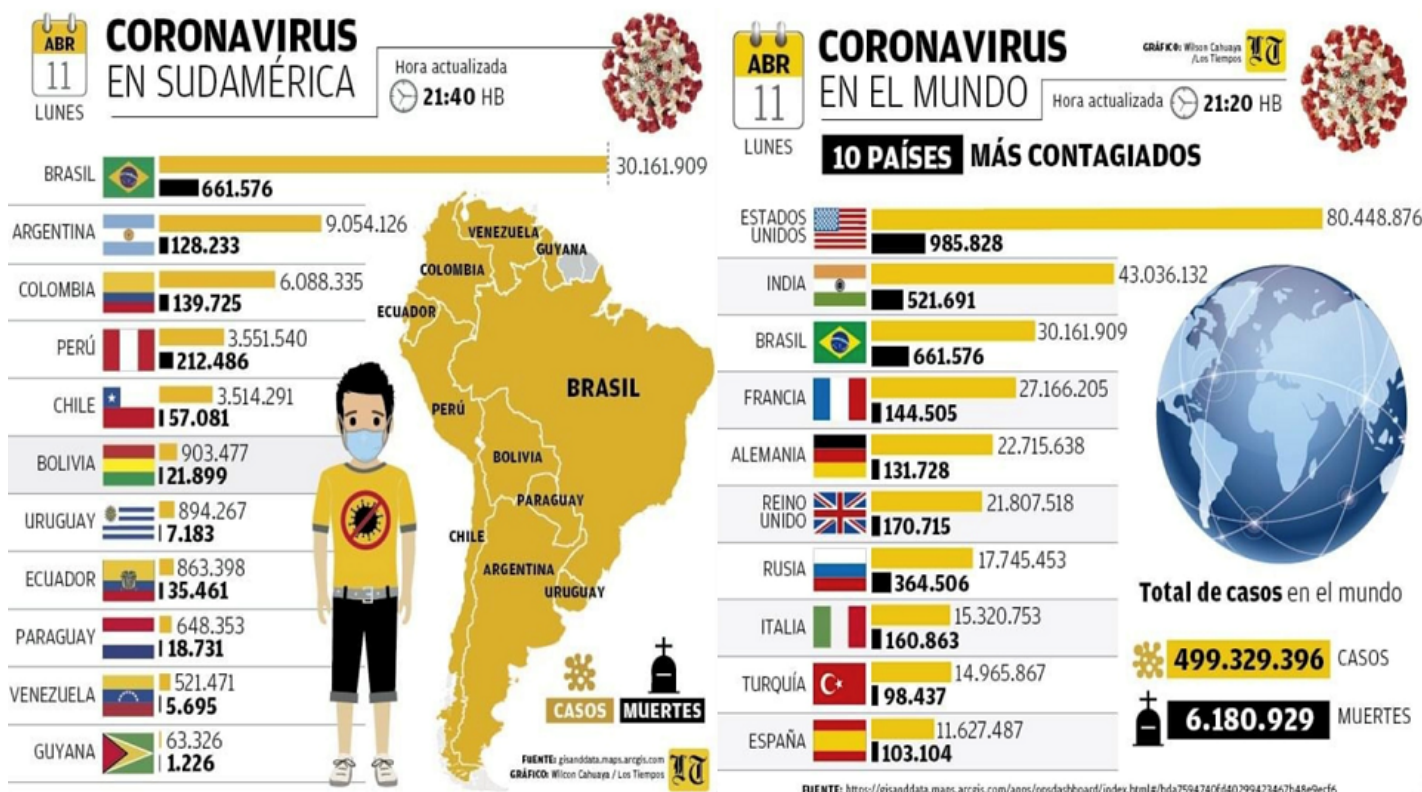 ABR
11
LUNES
CORONAVIRUS
EN SUDAMÉRICA
Hora actualizada
21:40 HB
BRASIL
30.161.909
661.576
ARGENTINA
9.054.126
128.233
COLOMBIA
6.088.335
139.725
PERÚ
3.551.540
212.486
CHILE
3.514.291
57.081
BOLIVIA
903.477
21.899
URUGUAY
894.267
7.183
ECUADOR
863.398
35.461
PARAGUAY
648.353
18.731
VENEZUELA
521.471
5.695
GUYANA
63.326
1.226
VENEZUELA
GUYANA
COLOMBIA
ECUADOR
BRASIL
PERÚ
BOLIVIA
PARAGUAY
CHILE
ARGENTINA
URUGUAY
CASOS MUERTES
FUENTE: gisanddata.maps.arcgis.com
GRÁFICO: Wilcon Cahuaya / Los Tiempos
LT
ABR
11
LUNES
CORONAVIRUS
EN EL MUNDO
GRÁFICO: Wilson Cahuaya
/Los Tiempos
LT
Hora actualizada 21:20 HB
10 PAÍSES MÁS CONTAGIADOS
ESTADOS
UNIDOS
80.448.876
985.828
INDIA
43.036.132
521.691
BRASIL
30.161.909
661.576
FRANCIA
27.166.205
144.505
ALEMANIA
22.715.638
131.728
REINO
UNIDO
21.807.518
170.715
RUSIA
17.745.453
364.506
ITALIA
15.320.753
160.863
TURQUÍA
14.965.867
98.437
ESPAÑA
11.627.487
103.104
Total de casos en el mundo
499.329.396 CASOS
6.180.929 MUERTES
FUENTE: